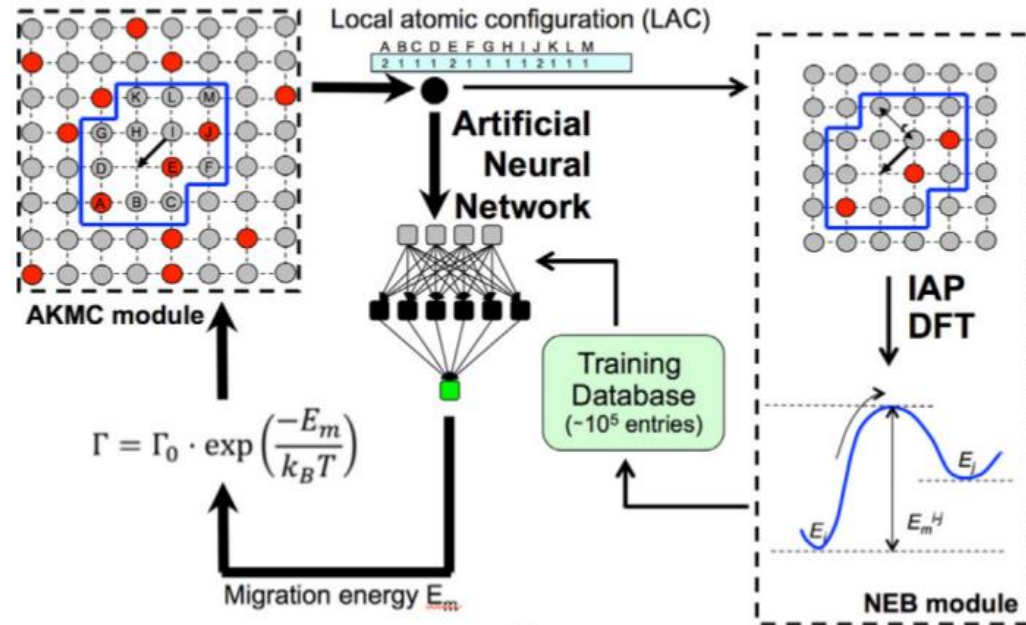 Local atomic configuration (LAC)
A B C D E F G H I J K L M
2 1 1 1 2 1 1 1 1 2 1 1 1
K L M
G H I J
D E F
A B C
AKMC module
Artificial
Neural
Network
Training
Database
(~10⁵ entries)
Γ = Γ₀ · exp(−Eₘ / k_B T)
Migration energy Eₘ
r
IAP
DFT
Eᵢ
Eⱼ
Eₘ^{i-j}
NEB module